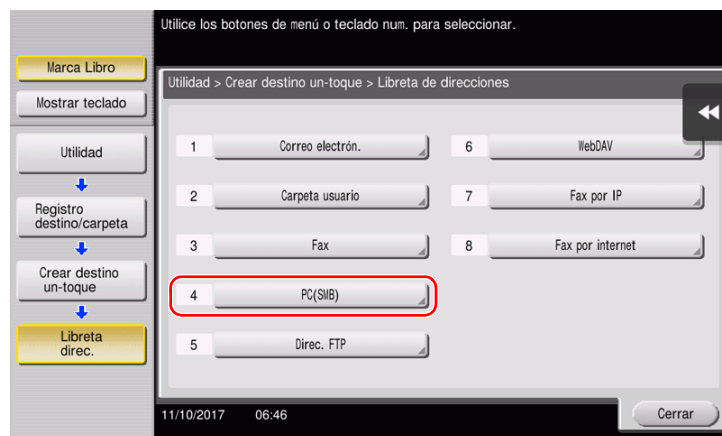 Utilice los botones de menú o teclado num. para seleccionar.
Marca Libro
Mostrar teclado
Utilidad
Registro
destino/carpeta
Crear destino
un-toque
Libreta
direc.
Utilidad > Crear destino un-toque > Libreta de direcciones
1 Correo electrón.
2 Carpeta usuario
3 Fax
4 PC(SMB)
5 Direc. FTP
6 WebDAV
7 Fax por IP
8 Fax por internet
11/10/2017 06:46
Cerrar